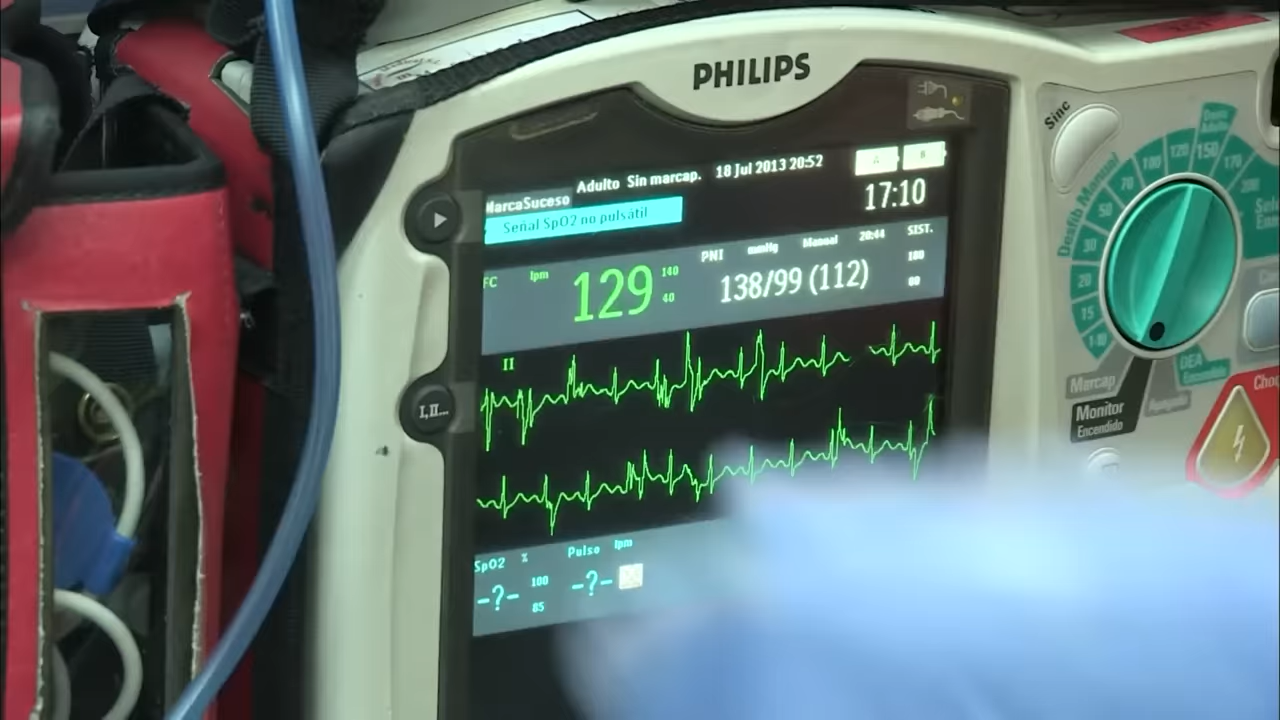 PHILIPS
Adulto Sin marcap. 18 Jul 2013 20:52
A B
MarcaSuceso
17:10
Señal SpO2 no pulsátil
FC lpm 129 140 40
PNI mmHg Manual 20:44 SIST.
138/99 (112) 180
II
I,II...
SpO2 % 100 85 -?-
Pulso lpm -?-
Sinc
Desfib Manual
1-10 15 20 30 50 70 100 120 150 170 200
Marcap
Monitor
Encendido
Apagado
DEA